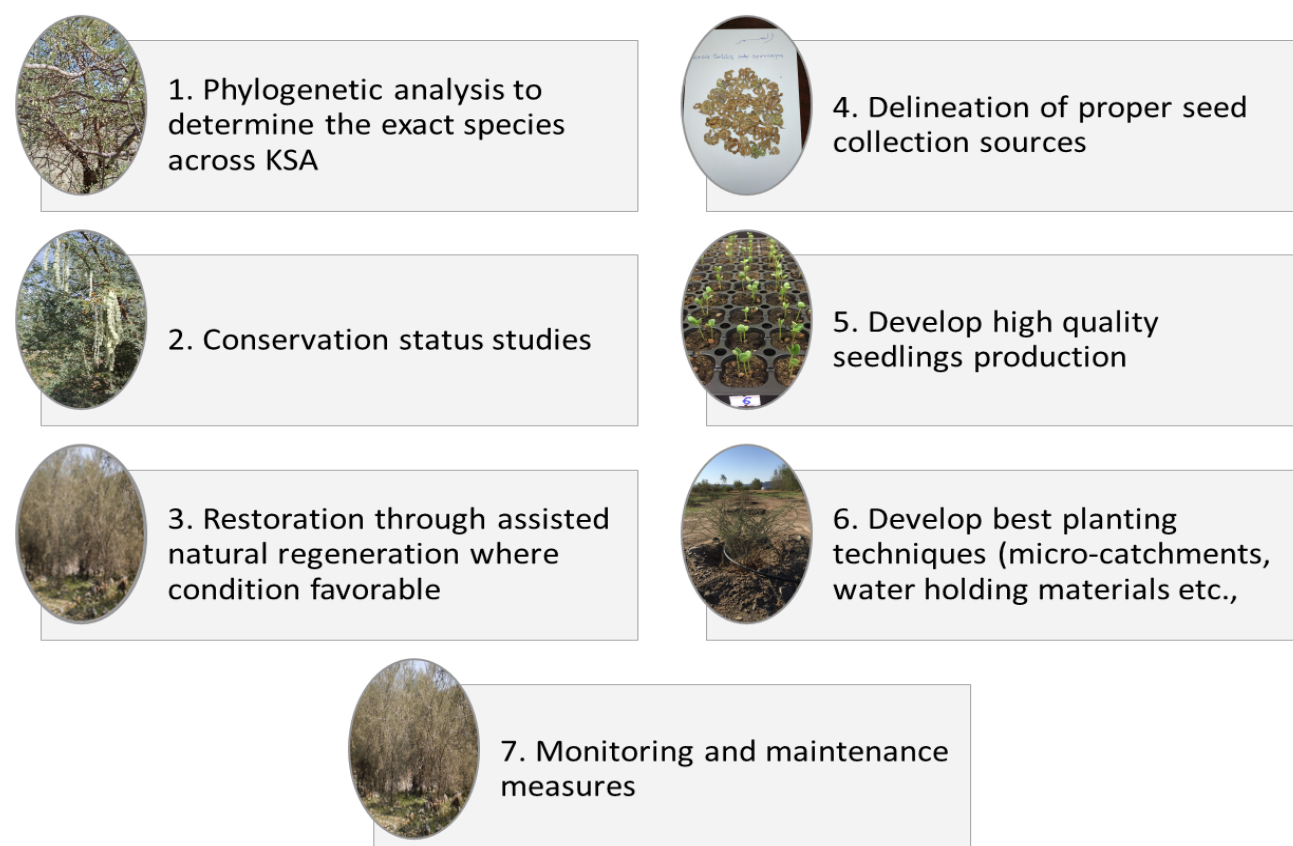 1. Phylogenetic analysis to
determine the exact species
across KSA
2. Conservation status studies
3. Restoration through assisted
natural regeneration where
condition favorable
4. Delineation of proper seed
collection sources
5. Develop high quality
seedlings production
6. Develop best planting
techniques (micro-catchments,
water holding materials etc.,
7. Monitoring and maintenance
measures